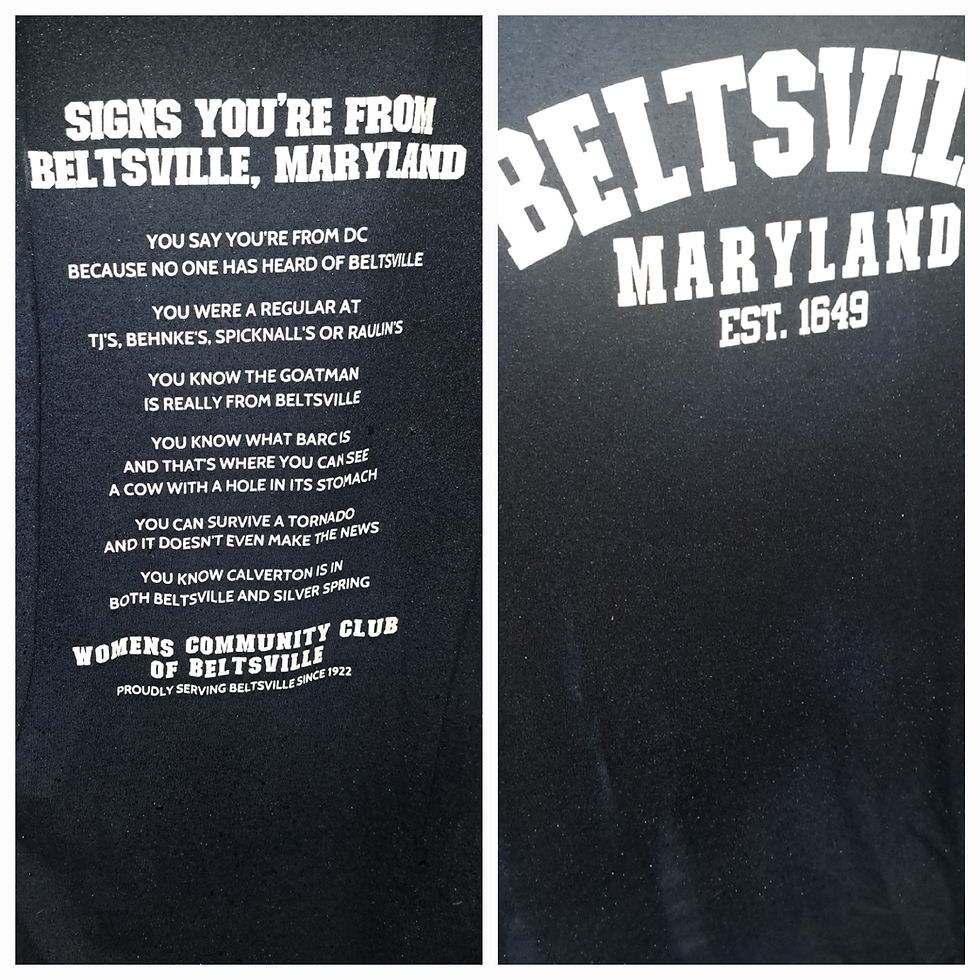 SIGNS YOU'RE FROM
BELTSVILLE, MARYLAND
YOU SAY YOU'RE FROM DC
BECAUSE NO ONE HAS HEARD OF BELTSVILLE
YOU WERE A REGULAR AT
TJ'S, BEHNKE'S, SPICKNALL'S OR RAULIN'S
YOU KNOW THE GOATMAN
IS REALLY FROM BELTSVILLE
YOU KNOW WHAT BARC IS
AND THAT'S WHERE YOU CAN SEE
A COW WITH A HOLE IN ITS STOMACH
YOU CAN SURVIVE A TORNADO
AND IT DOESN'T EVEN MAKE THE NEWS
YOU KNOW CALVERTON IS IN
BOTH BELTSVILLE AND SILVER SPRING
WOMENS COMMUNITY CLUB
OF BELTSVILLE
PROUDLY SERVING BELTSVILLE SINCE 1922
BELTSVIL
MARYLAND
EST. 1649